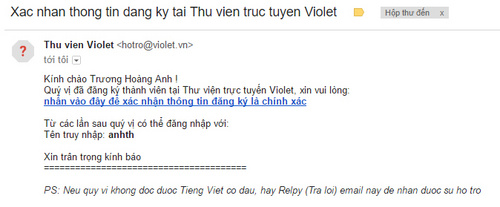 Xac nhan thong tin dang ky tai Thu vien truc tuyen Violet
Hộp thư đến x
?
Thu vien Violet <hotro@violet.vn>
tới tôi
Kính chào Trương Hoàng Anh !
Quý vị đã đăng ký thành viên tại Thư viện trực tuyến Violet, xin vui lòng:
nhấn vào đây để xác nhận thông tin đăng ký là chính xác
Từ các lần sau quý vị có thể đăng nhập với:
Tên truy nhập: anhth
Xin trân trọng kính báo
========================================
PS: Neu quy vi khong doc duoc Tieng Viet co dau, hay Relpy (Tra loi) email nay de nhan duoc su ho tro